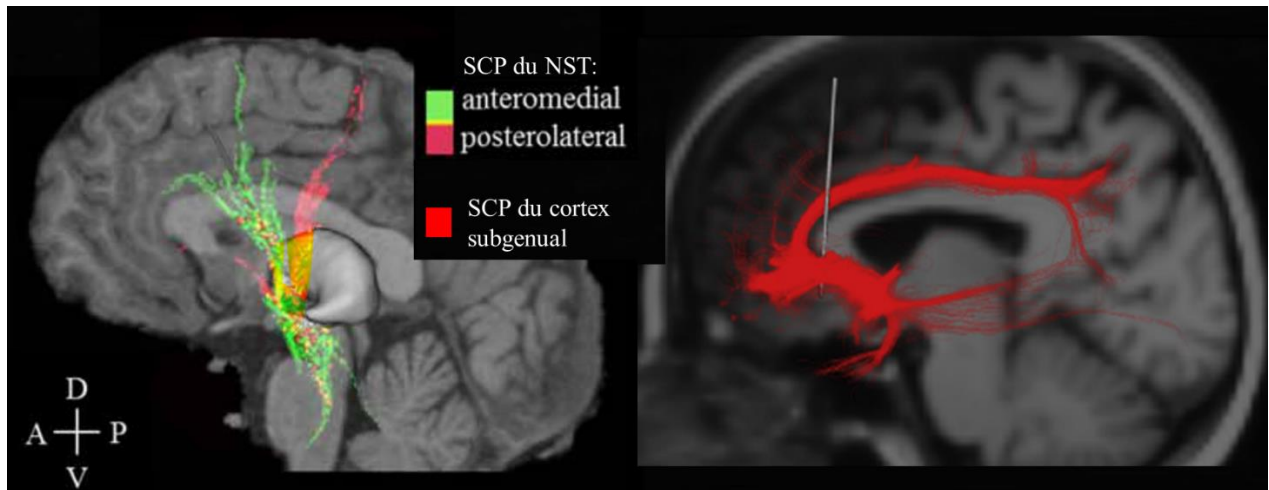 SCP du NST:
anteromedial
posterolateral
SCP du cortex
subgenual
D
A P
V